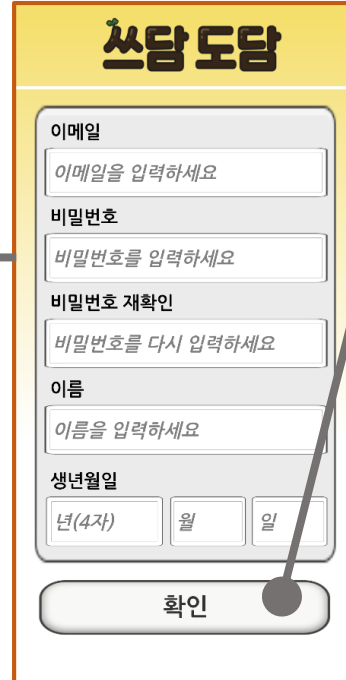 쓰담 도담
이메일
이메일을 입력하세요
비밀번호
비밀번호를 입력하세요
비밀번호 재확인
비밀번호를 다시 입력하세요
이름
이름을 입력하세요
생년월일
년(4자) 월 일
확인